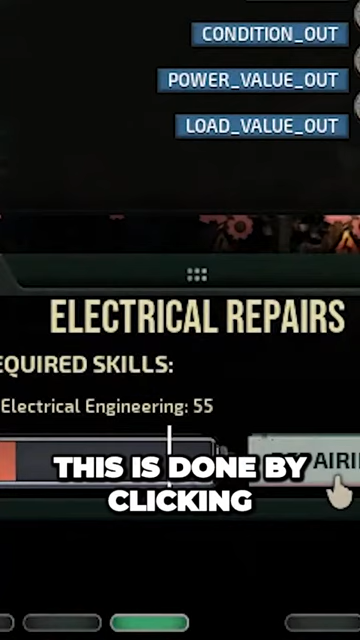 CONDITION_OUT
POWER_VALUE_OUT
LOAD_VALUE_OUT
ELECTRICAL REPAIRS
EQUIRED SKILLS:
Electrical Engineering: 55
THIS IS DONE BY
CLICKING